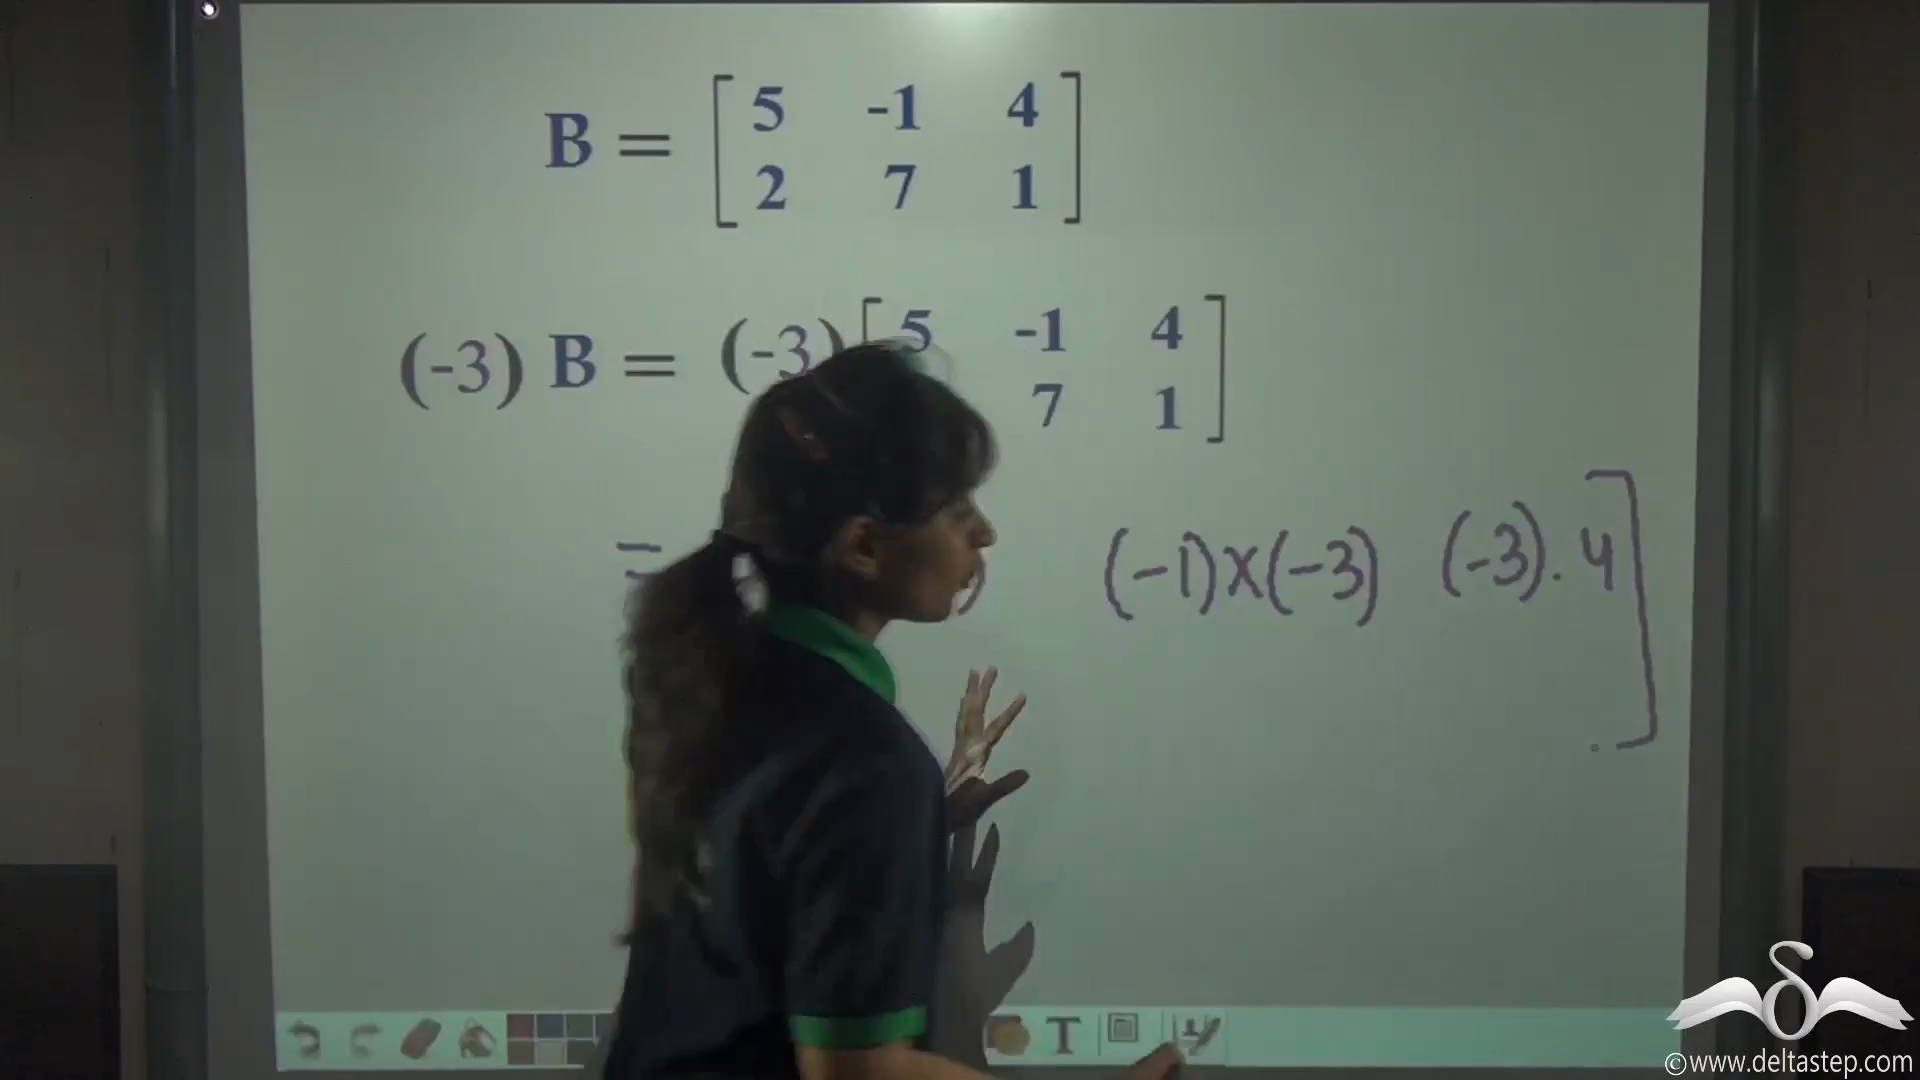 B = [ 5 -1 4 ]
2 7 1
(-3) B = (-3) [ 5 -1 4 ]
7 1
= ) (-1)x(-3) (-3). 4 ]
T
©www.deltastep.com